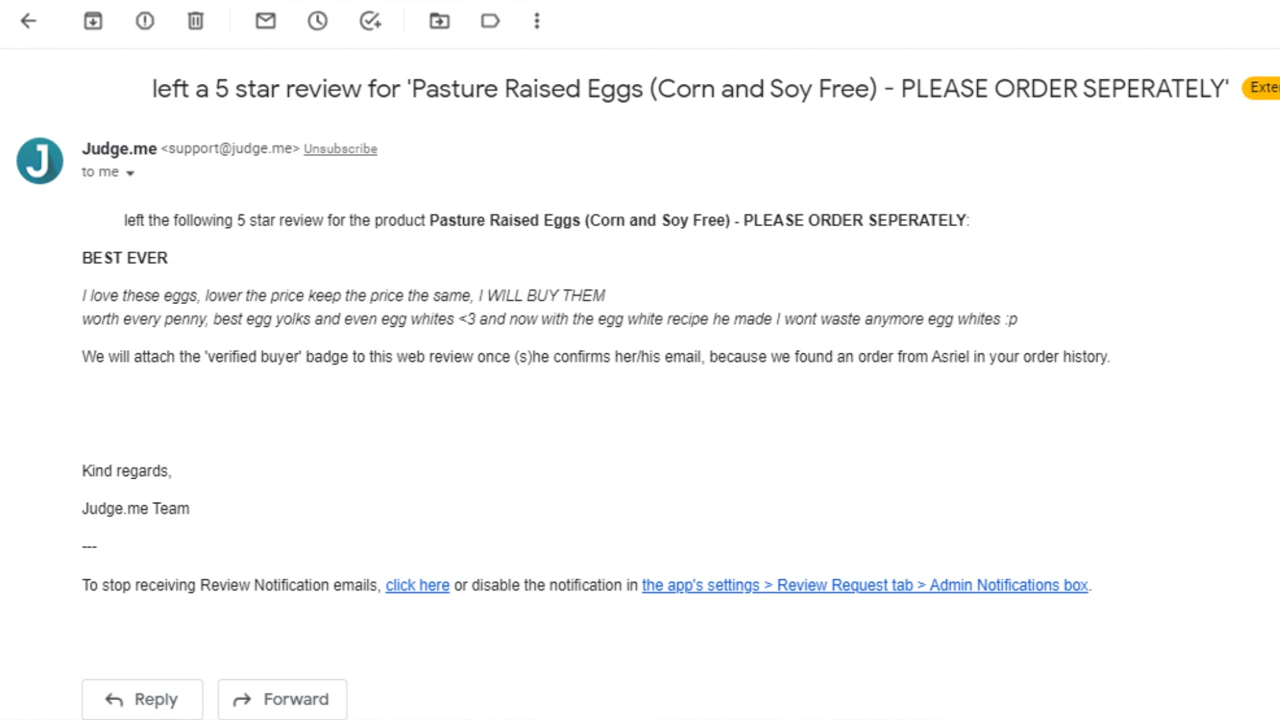 left a 5 star review for 'Pasture Raised Eggs (Corn and Soy Free) - PLEASE ORDER SEPERATELY'
J
Judge.me <support@judge.me> Unsubscribe
to me
left the following 5 star review for the product Pasture Raised Eggs (Corn and Soy Free) - PLEASE ORDER SEPERATELY:
BEST EVER
I love these eggs, lower the price keep the price the same, I WILL BUY THEM
worth every penny, best egg yolks and even egg whites <3 and now with the egg white recipe he made I wont waste anymore egg whites :p
We will attach the 'verified buyer' badge to this web review once (s)he confirms her/his email, because we found an order from Asriel in your order history.
Kind regards,
Judge.me Team
---
To stop receiving Review Notification emails, click here or disable the notification in the app's settings > Review Request tab > Admin Notifications box.
Reply
Forward